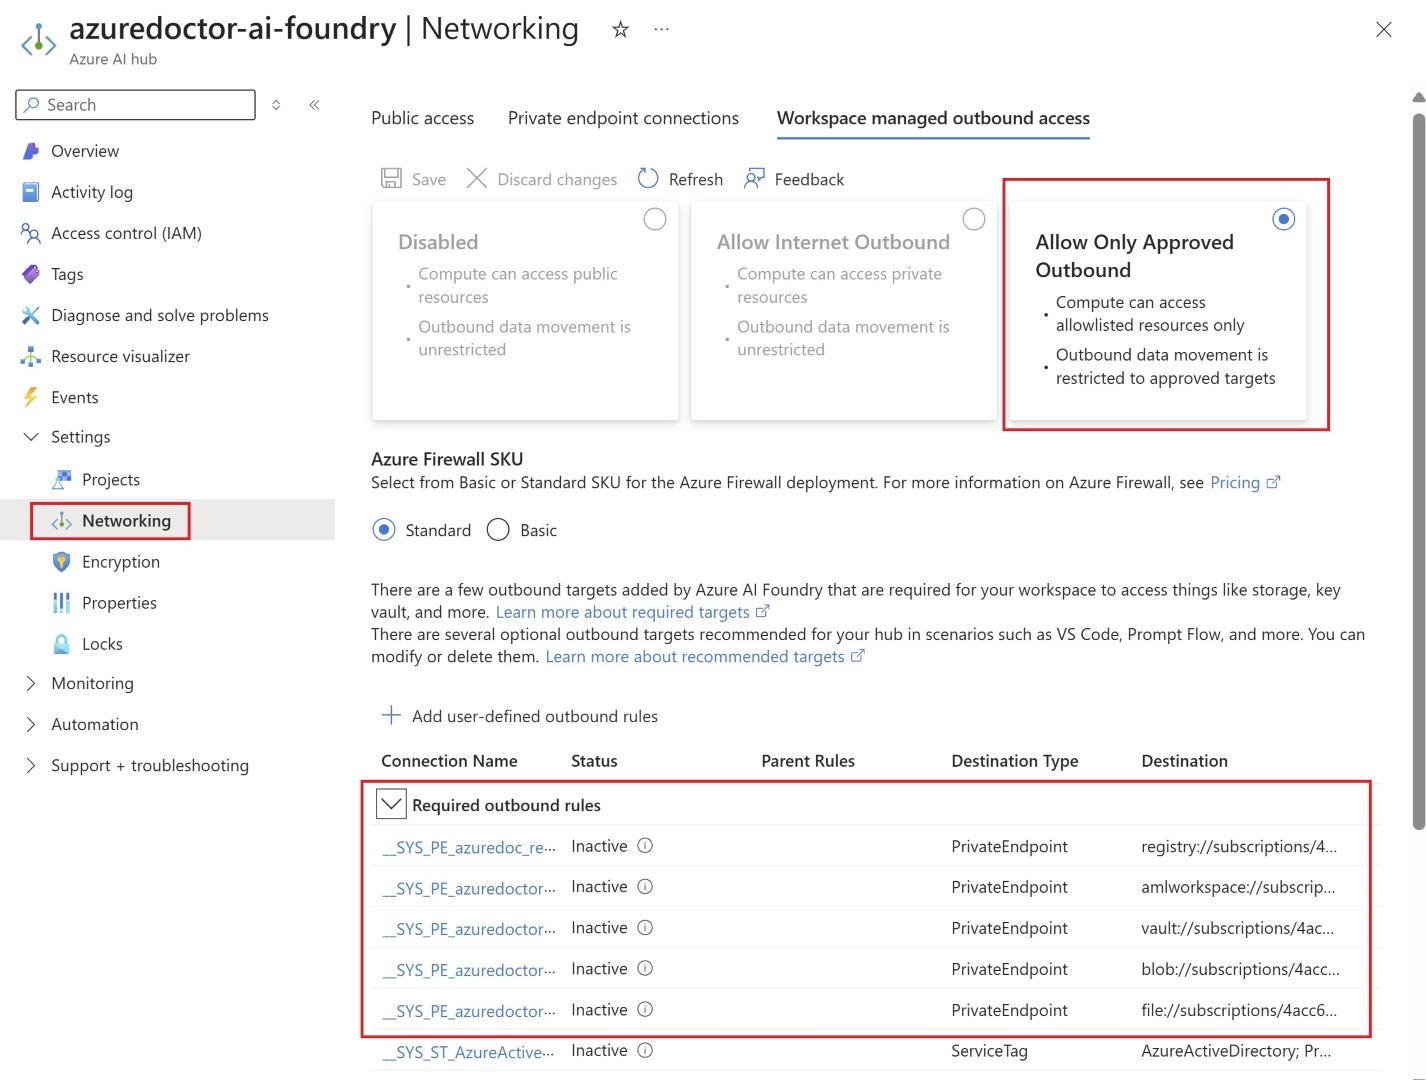 azuredoctor-ai-foundry | Networking
Azure AI hub
Search
Overview
Activity log
Access control (IAM)
Tags
Diagnose and solve problems
Resource visualizer
Events
Settings
Projects
Networking
Encryption
Properties
Locks
Monitoring
Automation
Support + troubleshooting
Public access
Private endpoint connections
Workspace managed outbound access
Save
Discard changes
Refresh
Feedback
Disabled
• Compute can access public
resources
• Outbound data movement is
unrestricted
Allow Internet Outbound
• Compute can access private
resources
• Outbound data movement is
unrestricted
Allow Only Approved
Outbound
• Compute can access
allowlisted resources only
• Outbound data movement is
restricted to approved targets
Azure Firewall SKU
Select from Basic or Standard SKU for the Azure Firewall deployment. For more information on Azure Firewall, see Pricing
Standard
Basic
There are a few outbound targets added by Azure AI Foundry that are required for your workspace to access things like storage, key
vault, and more. Learn more about required targets
There are several optional outbound targets recommended for your hub in scenarios such as VS Code, Prompt Flow, and more. You can
modify or delete them. Learn more about recommended targets
Add user-defined outbound rules
Connection Name Status Parent Rules Destination Type Destination
Required outbound rules
__SYS_PE_azuredoc_re... Inactive PrivateEndpoint registry://subscriptions/4...
__SYS_PE_azuredoctor... Inactive PrivateEndpoint amlworkspace://subscrip...
__SYS_PE_azuredoctor... Inactive PrivateEndpoint vault://subscriptions/4ac...
__SYS_PE_azuredoctor... Inactive PrivateEndpoint blob://subscriptions/4acc...
__SYS_PE_azuredoctor... Inactive PrivateEndpoint file://subscriptions/4acc6...
__SYS_ST_AzureActive... Inactive ServiceTag AzureActiveDirectory; Pr...